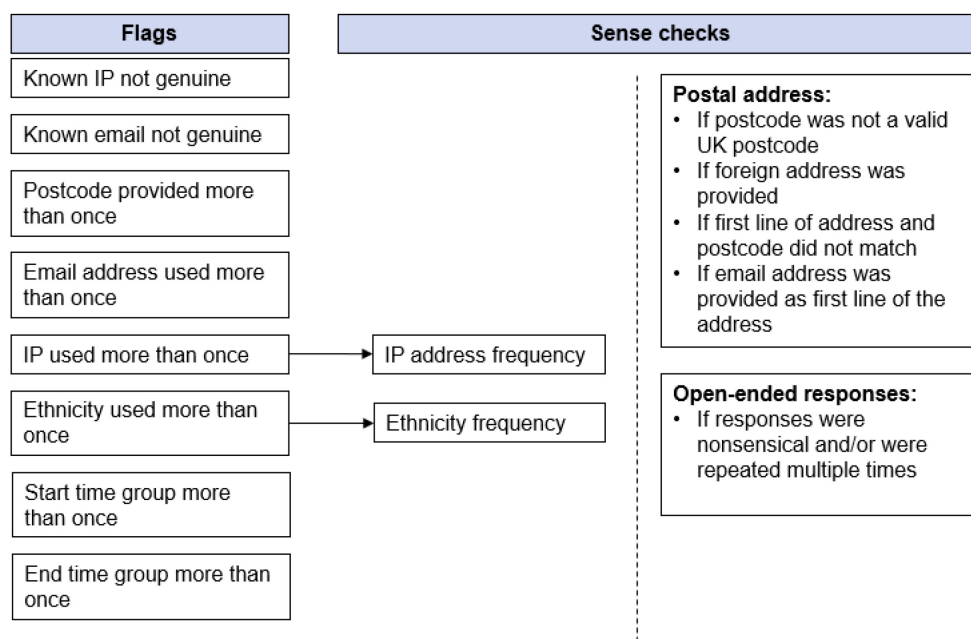 Flags
Known IP not genuine
Known email not genuine
Postcode provided more
than once
Email address used more
than once
IP used more than once
Ethnicity used more than
once
Start time group more
than once
End time group more than
once
Sense checks
IP address frequency
Ethnicity frequency
Postal address:
• If postcode was not a valid
UK postcode
• If foreign address was
provided
• If first line of address and
postcode did not match
• If email address was
provided as first line of the
address
Open-ended responses:
• If responses were
nonsensical and/or were
repeated multiple times